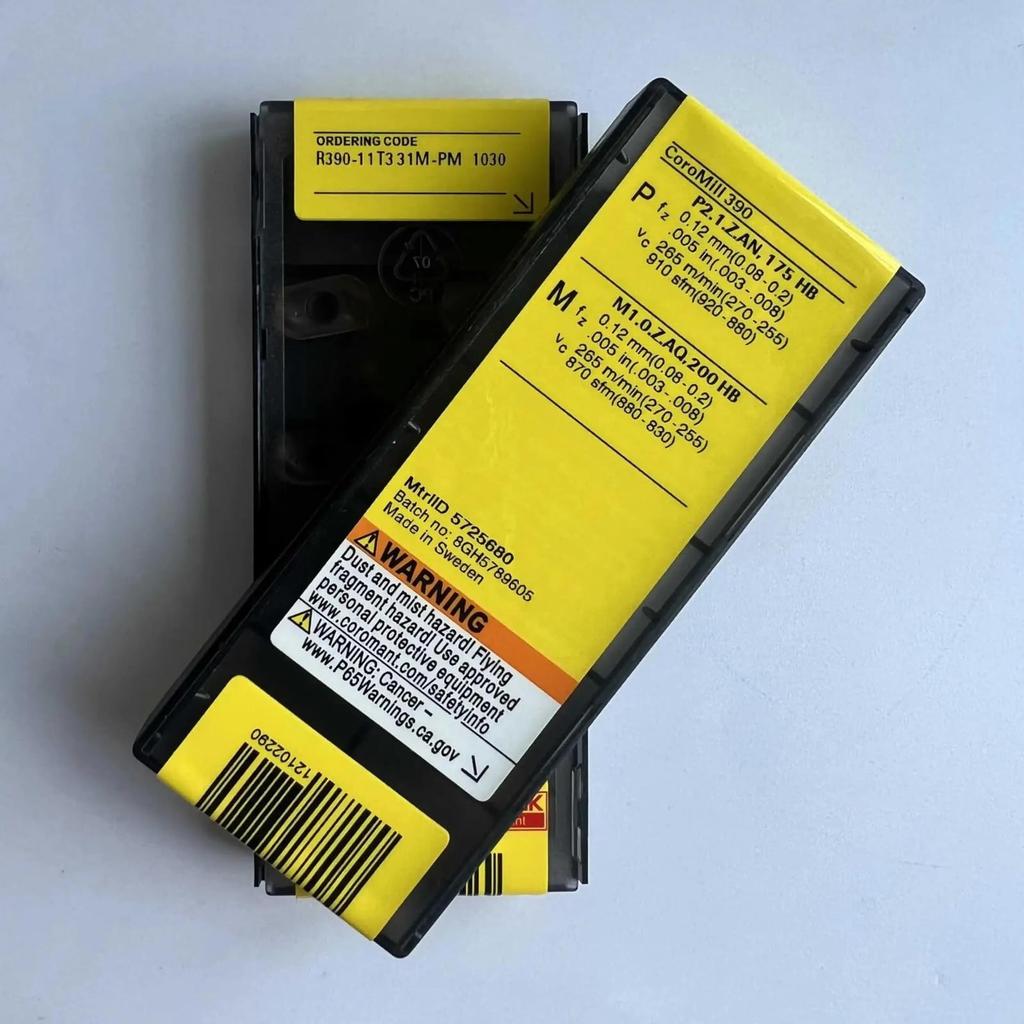 ORDERING CODE
R390-11T331M-PM 1030
07
PC
CoroMill 390
P2.1.Z.AN, 175 HB
P fz 0.12 mm(0.08-0.2)
.005 in(.003-.008)
vc 265 m/min(270-255)
910 sfm(920-880)
M1.0.Z.AQ, 200 HB
M fz 0.12 mm(0.08-0.2)
.005 in(.003-.008)
vc 265 m/min(270-255)
870 sfm(880-830)
MtrlID 5725680
Batch no: 8GH5789605
Made in Sweden
WARNING
Dust and mist hazard! Flying
fragment hazard! Use approved
personal protective equipment
www.coromant.com/safetyinfo
WARNING: Cancer –
www.P65Warnings.ca.gov
12102290